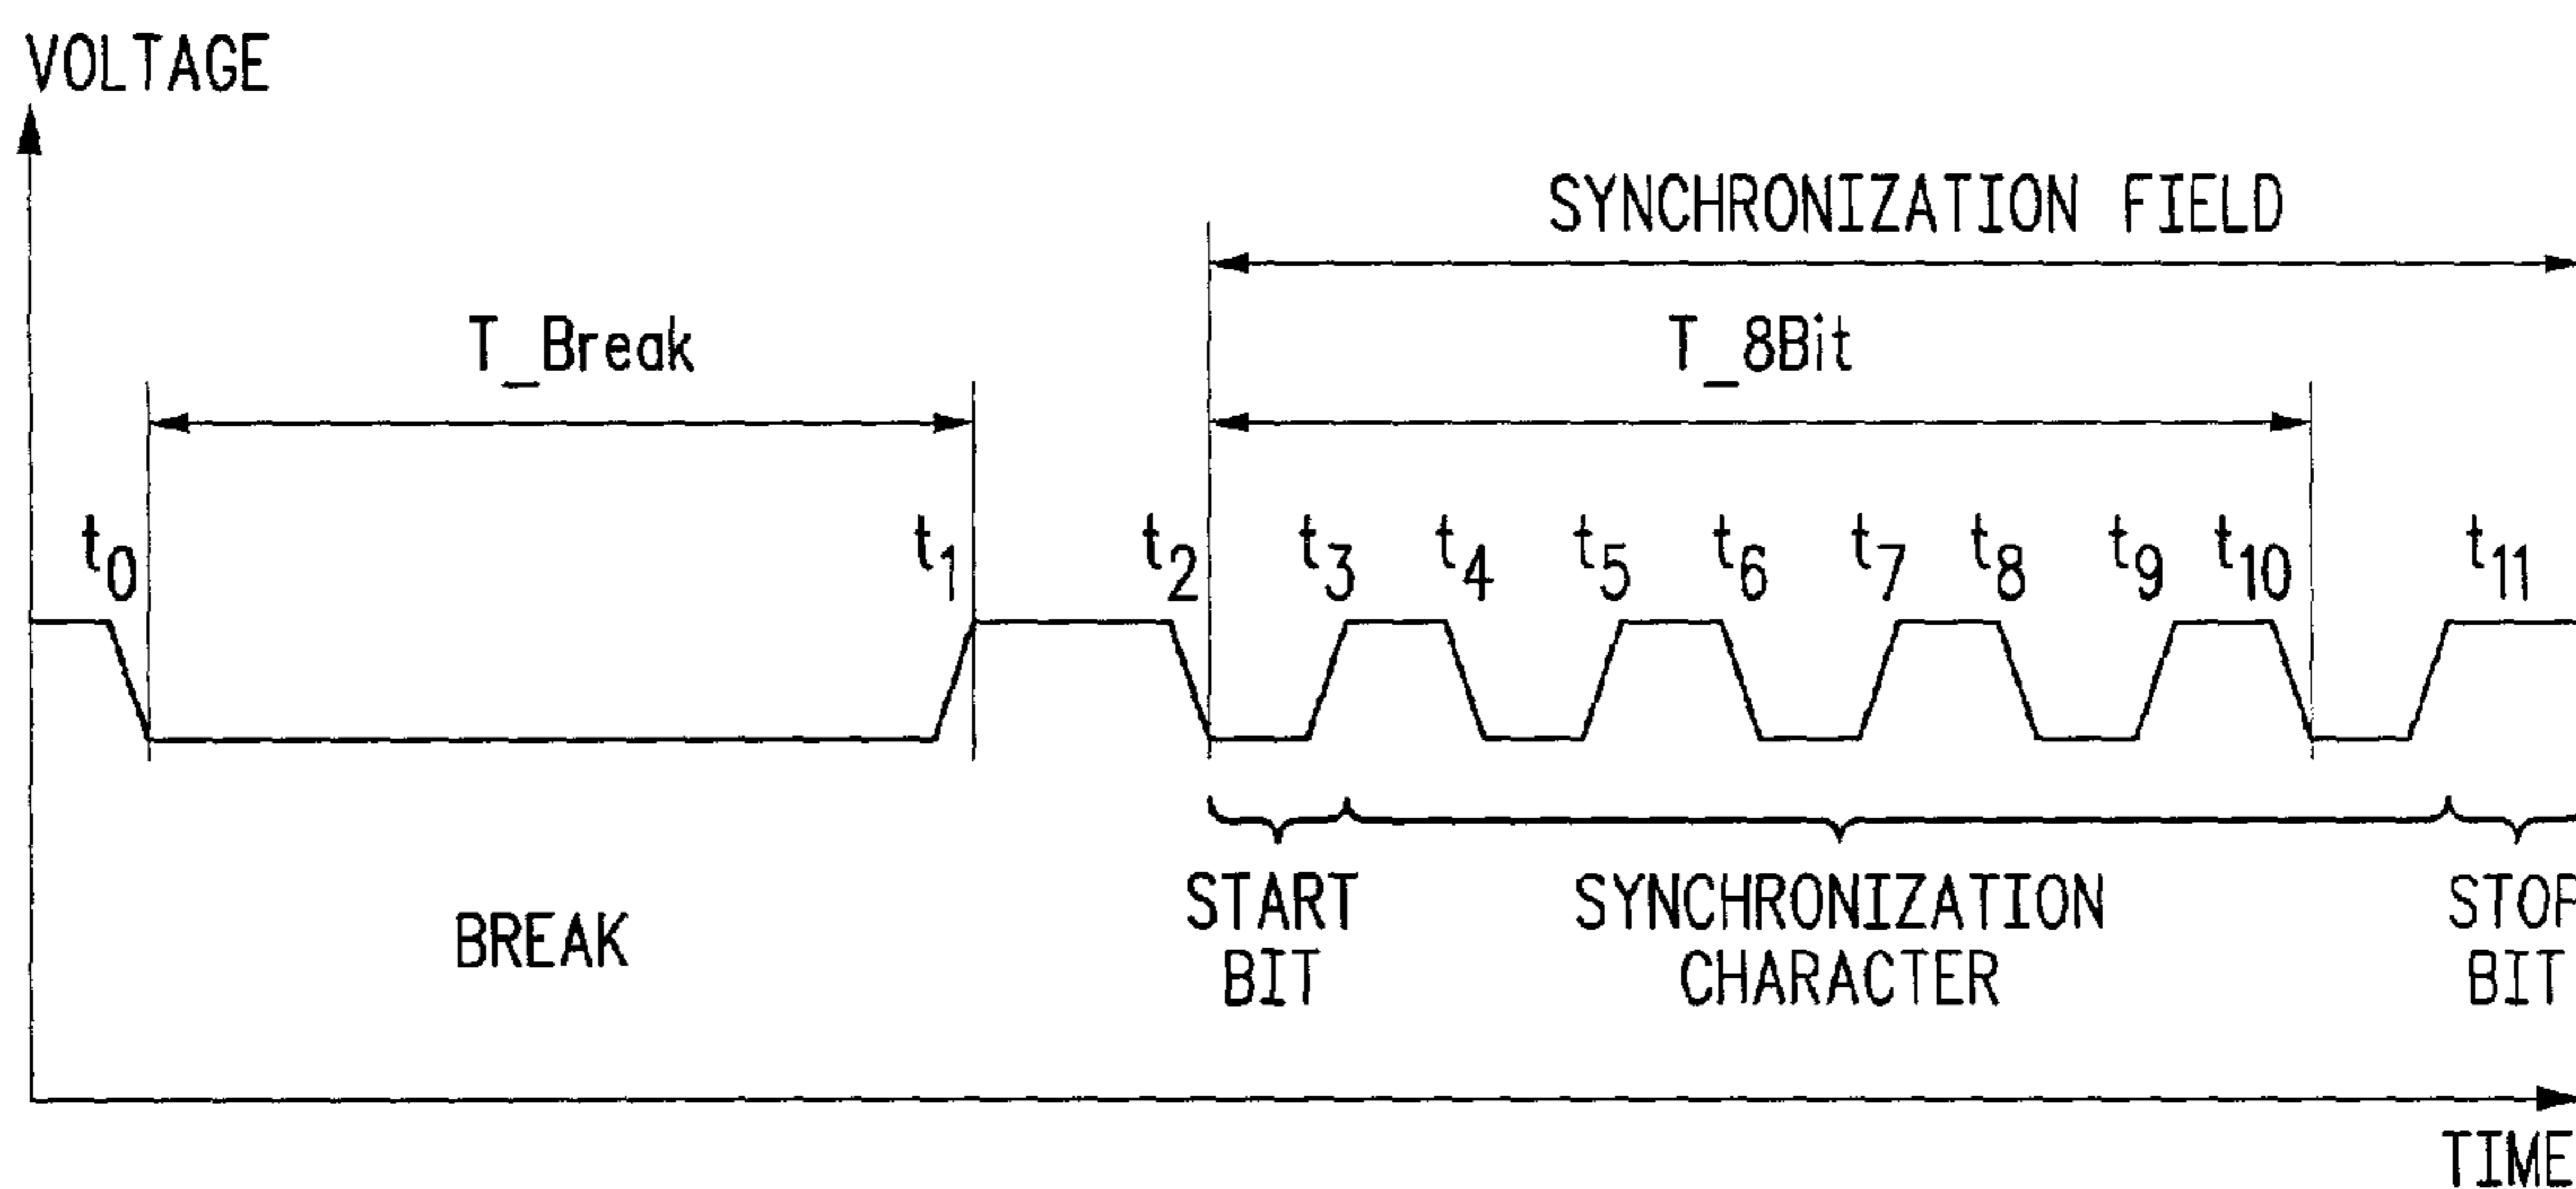 VOLTAGE
SYNCHRONIZATION FIELD
T_Break
T_8Bit
t0 t1 t2 t3 t4 t5 t6 t7 t8 t9 t10 t11
BREAK
START
BIT
SYNCHRONIZATION
CHARACTER
STOP
BIT
TIME